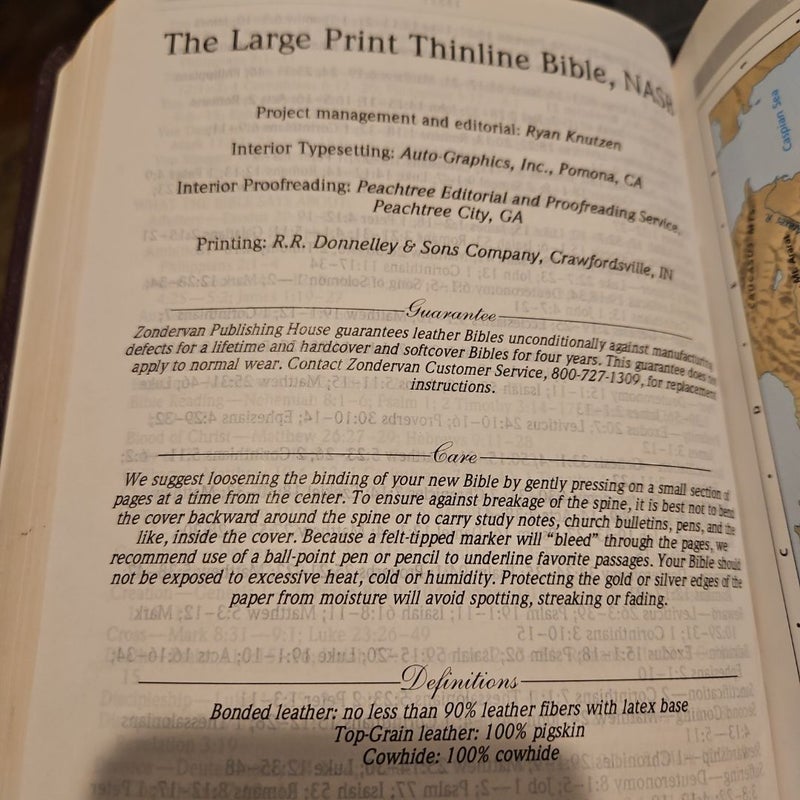 The Large Print Thinline Bible, NASB
Project management and editorial: Ryan Knutzen
Interior Typesetting: Auto-Graphics, Inc., Pomona, CA
Interior Proofreading: Peachtree Editorial and Proofreading Service,
Peachtree City, GA
Printing: R.R. Donnelley & Sons Company, Crawfordsville, IN
Guarantee
Zondervan Publishing House guarantees leather Bibles unconditionally against manufacturing
defects for a lifetime and hardcover and softcover Bibles for four years. This guarantee does not
apply to normal wear. Contact Zondervan Customer Service, 800-727-1309, for replacement
instructions.
Care
We suggest loosening the binding of your new Bible by gently pressing on a small section of
pages at a time from the center. To ensure against breakage of the spine, it is best not to bend
the cover backward around the spine or to carry study notes, church bulletins, pens, and the
like, inside the cover. Because a felt-tipped marker will "bleed" through the pages, we
recommend use of a ball-point pen or pencil to underline favorite passages. Your Bible should
not be exposed to excessive heat, cold or humidity. Protecting the gold or silver edges of the
paper from moisture will avoid spotting, streaking or fading.
Definitions
Bonded leather: no less than 90% leather fibers with latex base
Top-Grain leather: 100% pigskin
Cowhide: 100% cowhide
Caspian Sea
CAUCASUS MTS.